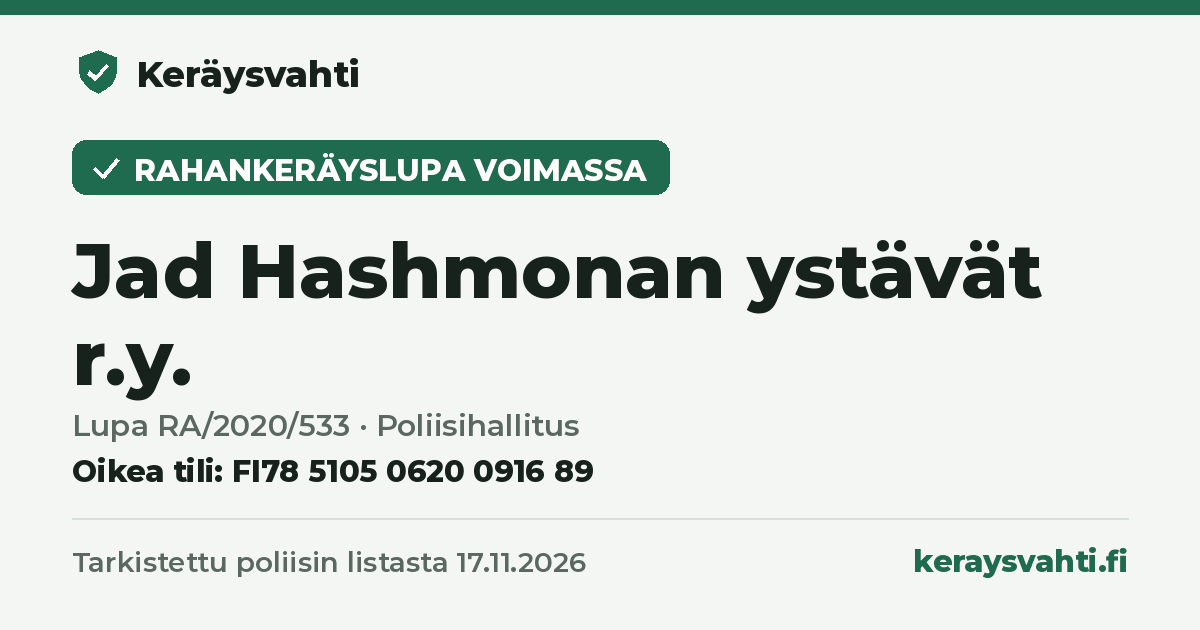 Keräysvahti
RAHANKERÄYSLUPA VOIMASSA
Jad Hashmonan ystävät
r.y.
Lupa RA/2020/533 · Poliisihallitus
Oikea tili: FI78 5105 0620 0916 89
Tarkistettu poliisin listasta 17.11.2026
keraysvahti.fi